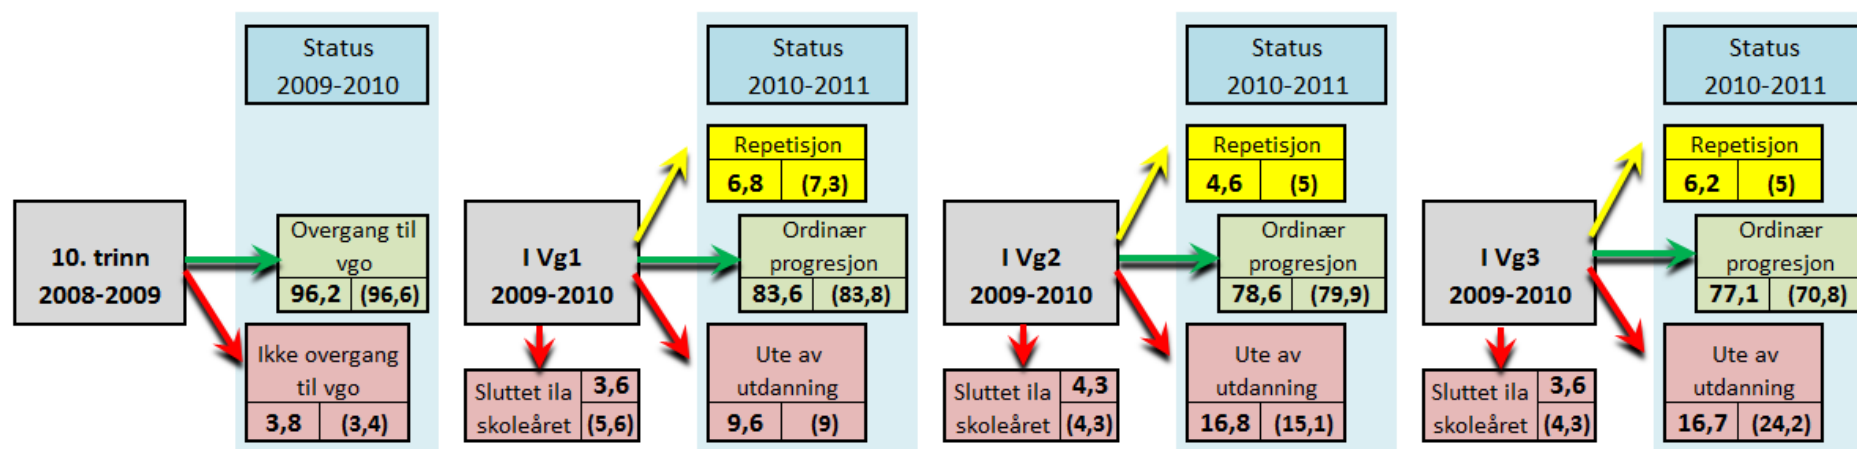 Status
2009-2010
10. trinn
2008-2009
Overgang til
vgo
96,2 (96,6)
Ikke overgang
til vgo
3,8 (3,4)
Status
2010-2011
Repetisjon
6,8 (7,3)
I Vg1
2009-2010
Ordinær
progresjon
83,6 (83,8)
Sluttet ila 3,6
skoleåret (5,6)
Ute av
utdanning
9,6 (9)
Status
2010-2011
Repetisjon
4,6 (5)
I Vg2
2009-2010
Ordinær
progresjon
78,6 (79,9)
Sluttet ila 4,3
skoleåret (4,3)
Ute av
utdanning
16,8 (15,1)
Status
2010-2011
Repetisjon
6,2 (5)
I Vg3
2009-2010
Ordinær
progresjon
77,1 (70,8)
Sluttet ila 3,6
skoleåret (4,3)
Ute av
utdanning
16,7 (24,2)